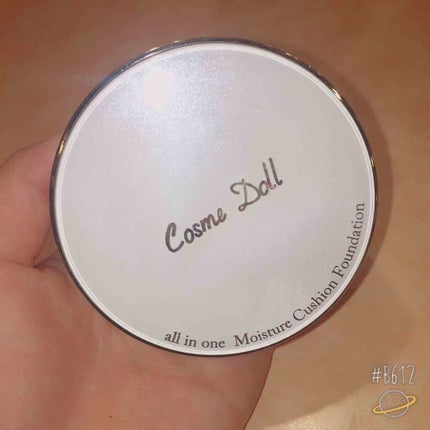 Cosme Doll
all in one Moisture Cushion Foundation
#B612